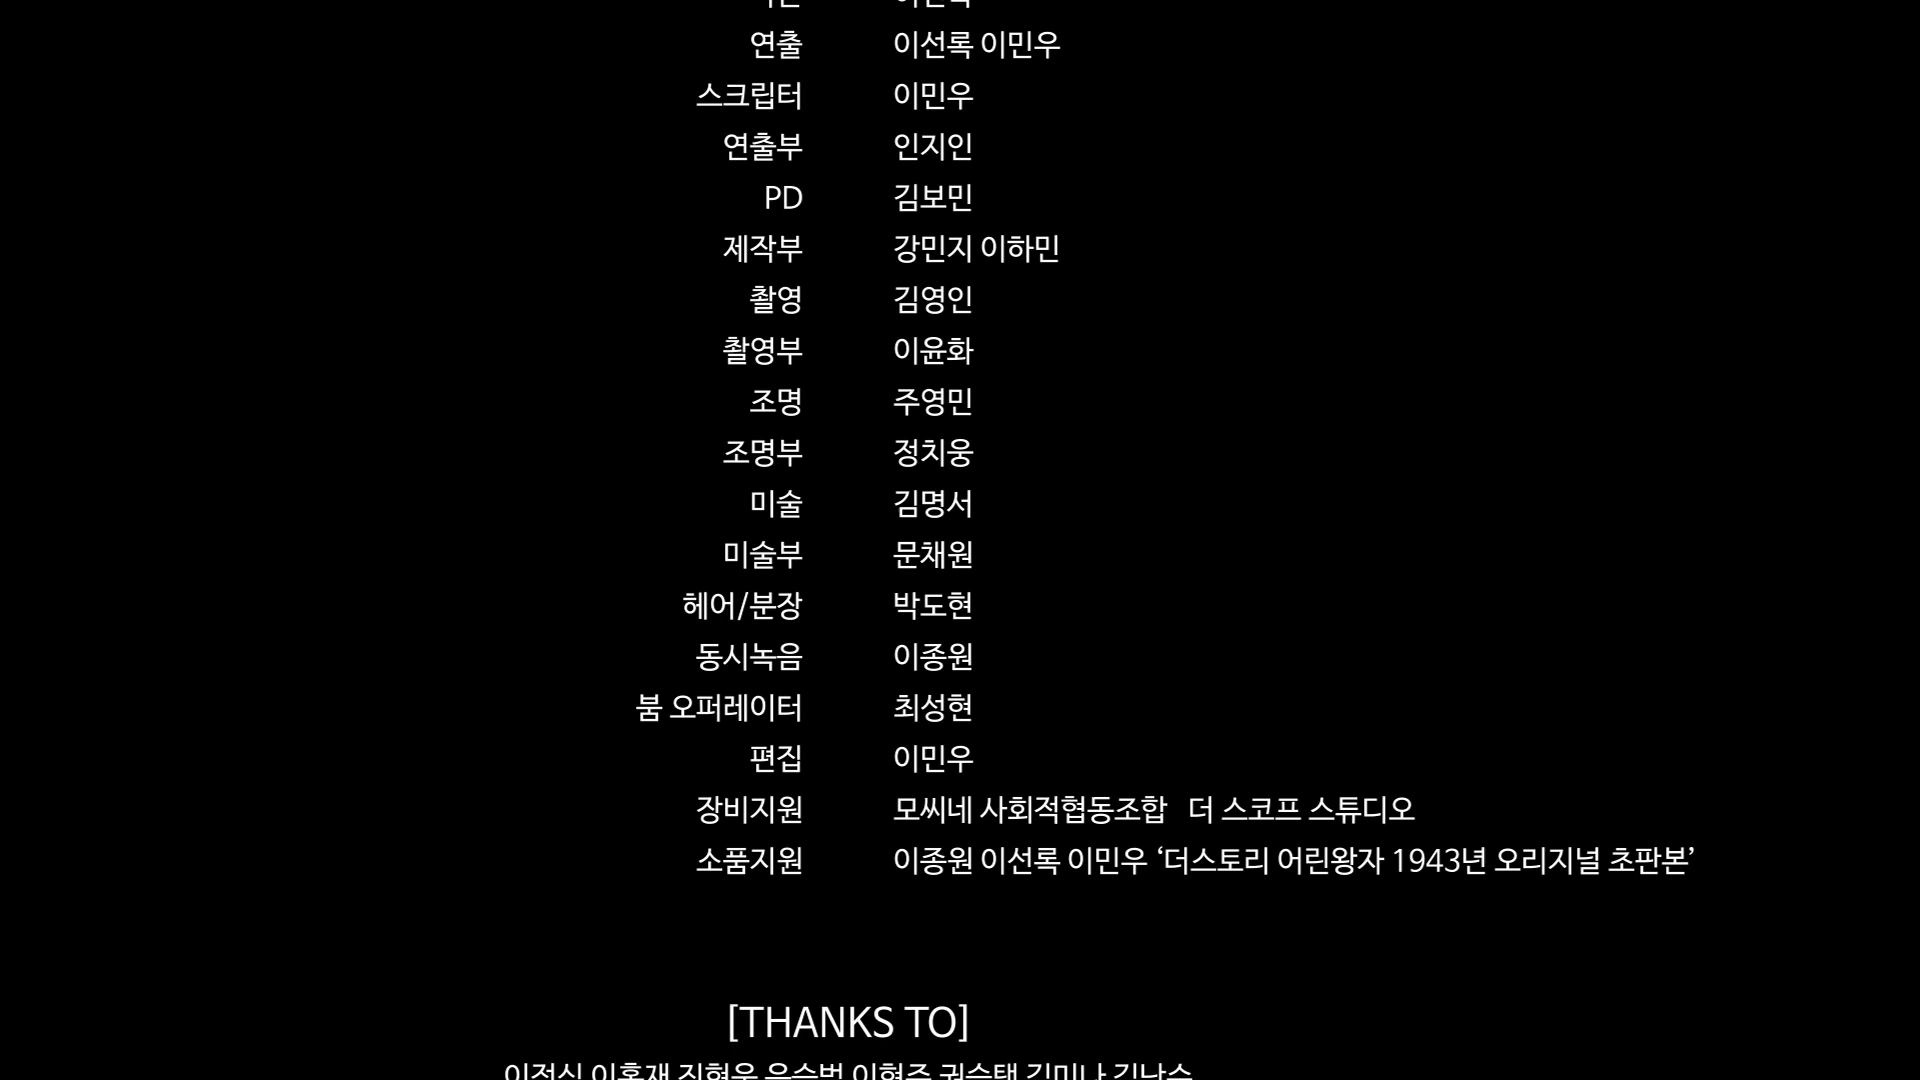 연출 이선록 이민우
스크립터 이민우
연출부 인지인
PD 김보민
제작부 강민지 이하민
촬영 김영인
촬영부 이윤화
조명 주영민
조명부 정치웅
미술 김명서
미술부 문채원
헤어/분장 박도현
동시녹음 이종원
붐 오퍼레이터 최성현
편집 이민우
장비지원 모씨네 사회적협동조합 더 스코프 스튜디오
소품지원 이종원 이선록 이민우 ‘더스토리 어린왕자 1943년 오리지널 초판본’
[THANKS TO]